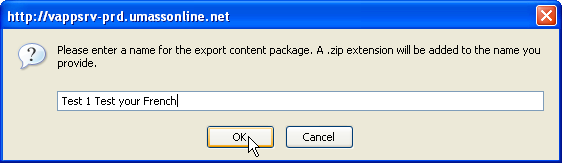 http://vappsrv-prd.umassonline.net
Please enter a name for the export content package. A .zip extension will be added to the name you
provide.
Test 1 Test your French
OK
Cancel